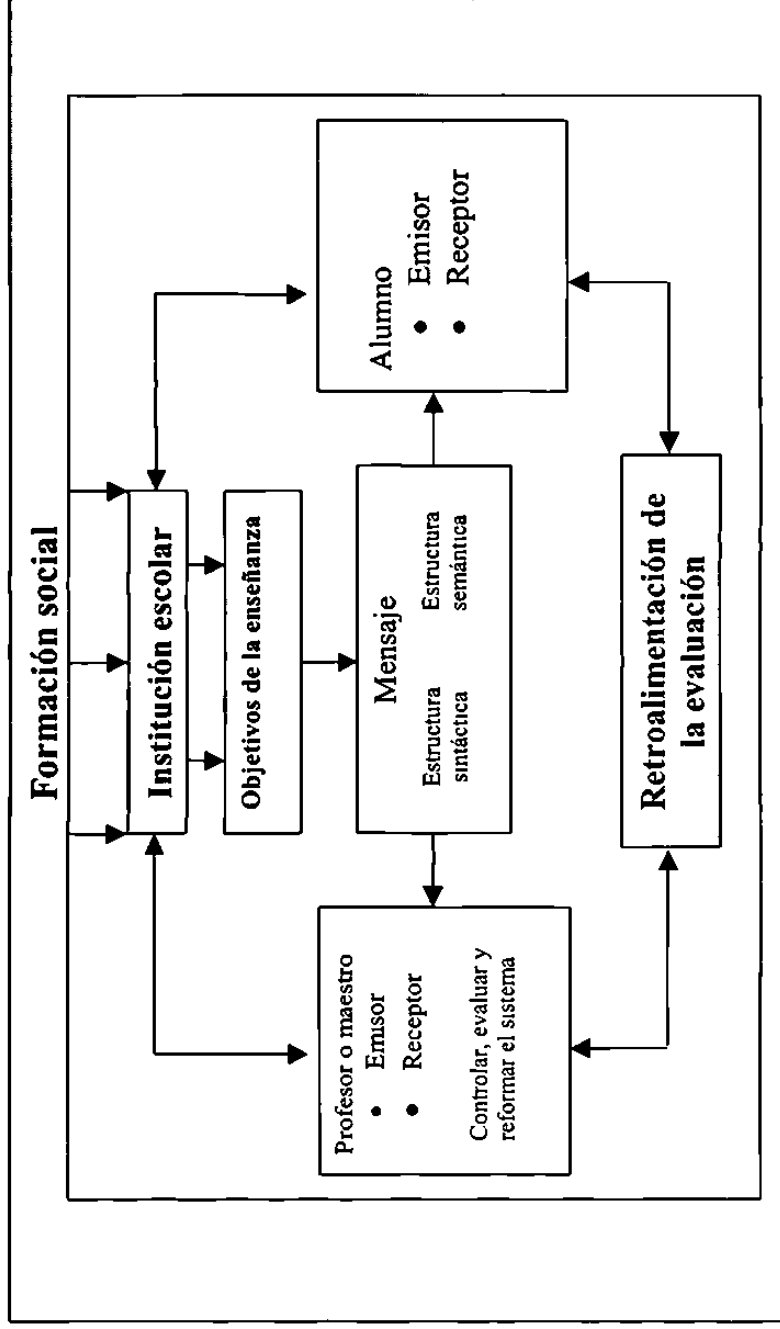 Formación social
Institución escolar
Objetivos de la enseñanza
Mensaje
Estructura
sintáctica
Estructura
semántica
Profesor o maestro
• Emisor
• Receptor
Controlar, evaluar y
reformar el sistema
Alumno
• Emisor
• Receptor
Retroalimentación de
la evaluación